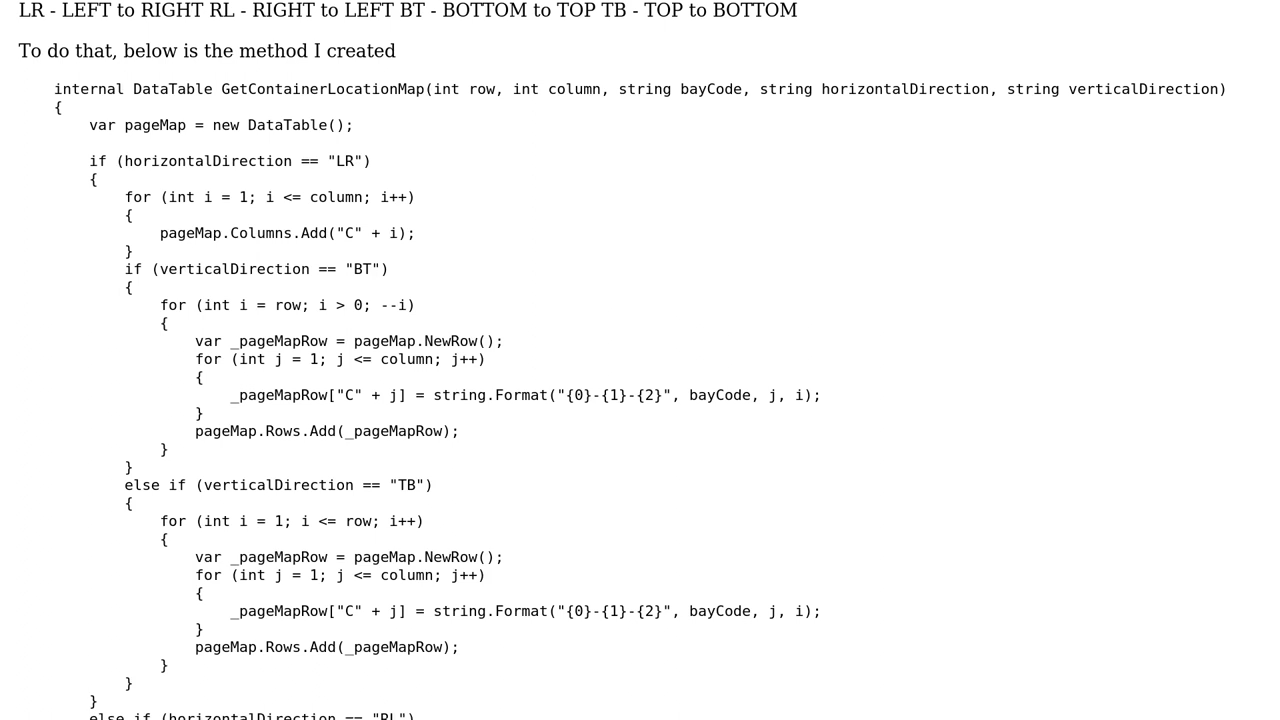 LR - LEFT to RIGHT RL - RIGHT to LEFT BT - BOTTOM to TOP TB - TOP to BOTTOM
To do that, below is the method I created
internal DataTable GetContainerLocationMap(int row, int column, string bayCode, string horizontalDirection, string verticalDirection)
{
    var pageMap = new DataTable();

    if (horizontalDirection == "LR")
    {
        for (int i = 1; i <= column; i++)
        {
            pageMap.Columns.Add("C" + i);
        }
        if (verticalDirection == "BT")
        {
            for (int i = row; i > 0; --i)
            {
                var _pageMapRow = pageMap.NewRow();
                for (int j = 1; j <= column; j++)
                {
                    _pageMapRow["C" + j] = string.Format("{0}-{1}-{2}", bayCode, j, i);
                }
                pageMap.Rows.Add(_pageMapRow);
            }
        }
        else if (verticalDirection == "TB")
        {
            for (int i = 1; i <= row; i++)
            {
                var _pageMapRow = pageMap.NewRow();
                for (int j = 1; j <= column; j++)
                {
                    _pageMapRow["C" + j] = string.Format("{0}-{1}-{2}", bayCode, j, i);
                }
                pageMap.Rows.Add(_pageMapRow);
            }
        }
    }
    else if (horizontalDirection == "RL")